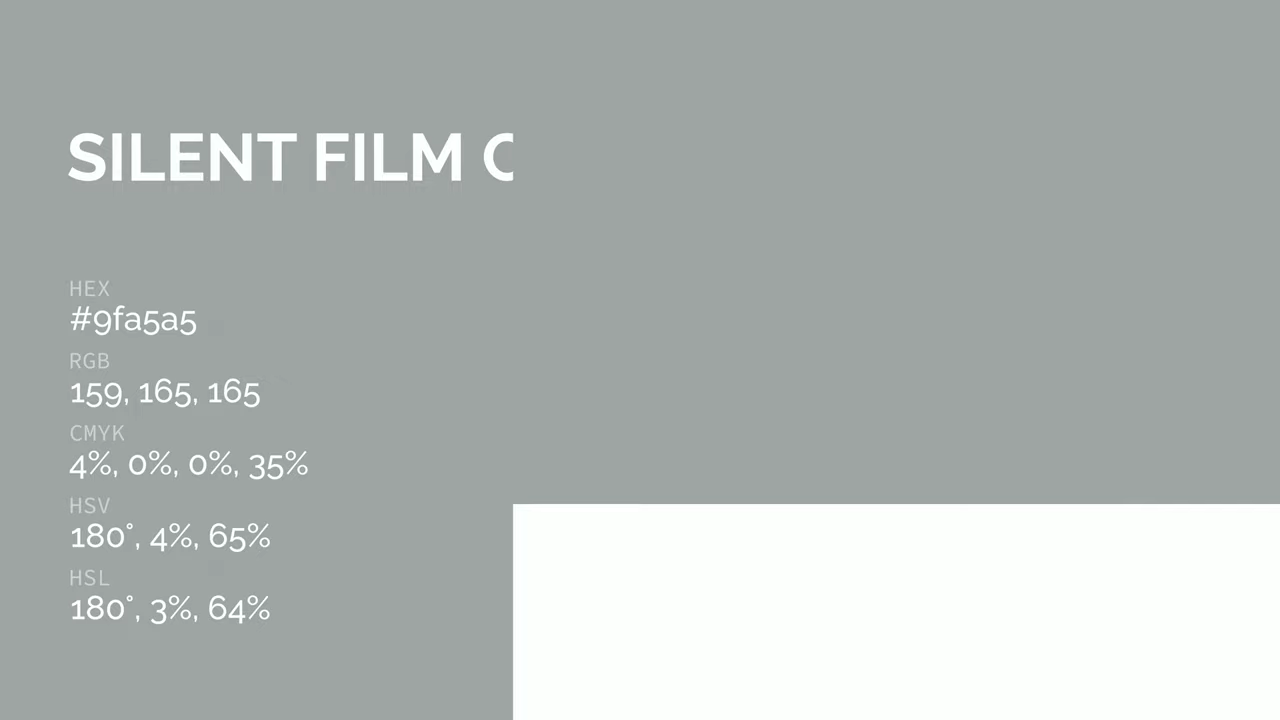 SILENT FILM
HEX
#9fa5a5
RGB
159, 165, 165
CMYK
4%, 0%, 0%, 35%
HSV
180°, 4%, 65%
HSL
180°, 3%, 64%